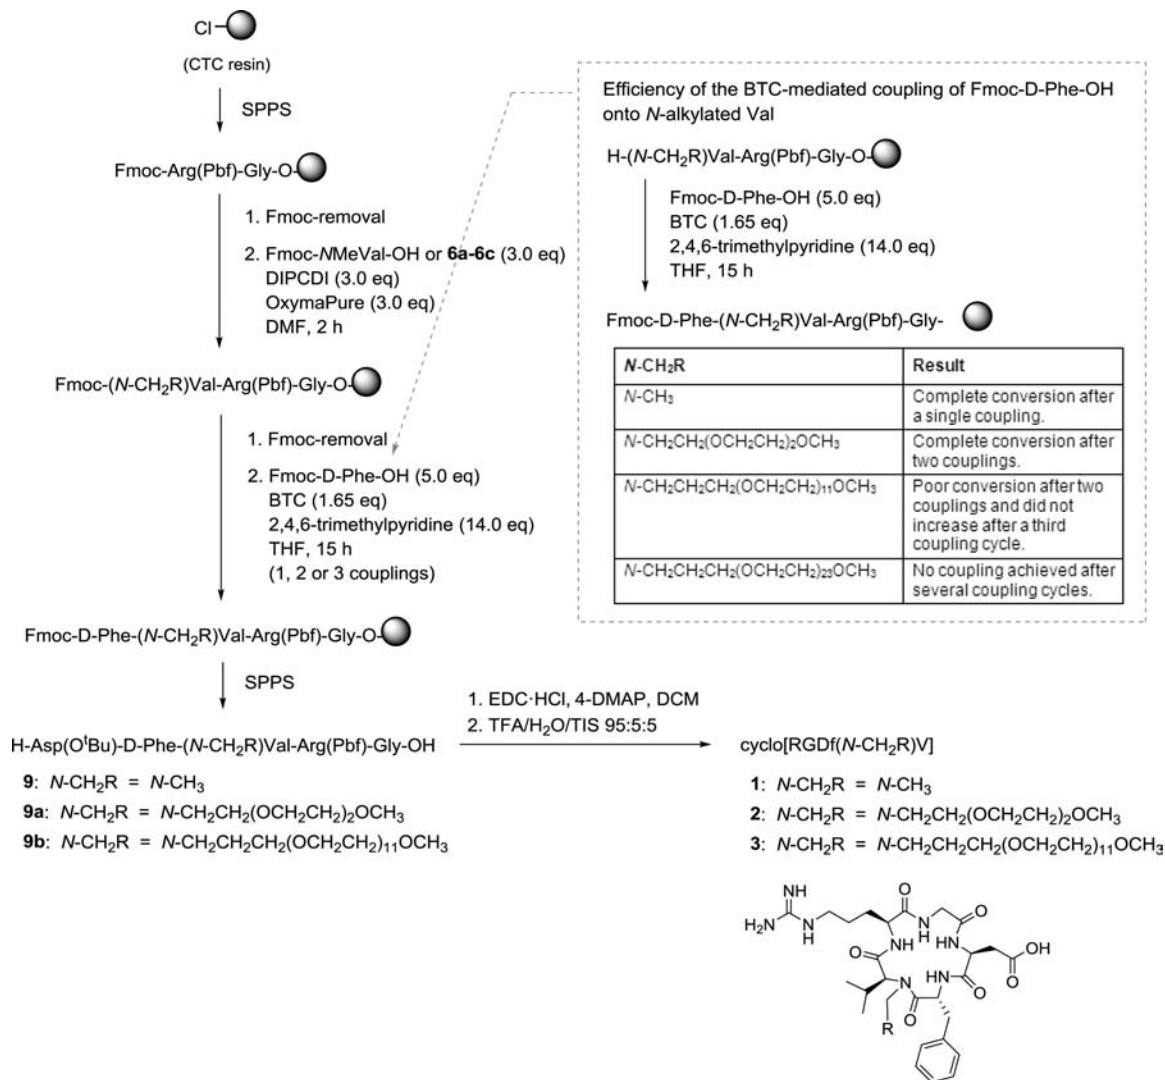 Cl
(CTC resin)
SPPS
Fmoc-Arg(Pbf)-Gly-O-
1. Fmoc-removal
2. Fmoc-NMeVal-OH or 6a-6c (3.0 eq)
DIPCDI (3.0 eq)
OxymaPure (3.0 eq)
DMF, 2 h
Fmoc-(N-CH₂R)Val-Arg(Pbf)-Gly-O-
1. Fmoc-removal
2. Fmoc-D-Phe-OH (5.0 eq)
BTC (1.65 eq)
2,4,6-trimethylpyridine (14.0 eq)
THF, 15 h
(1, 2 or 3 couplings)
Fmoc-D-Phe-(N-CH₂R)Val-Arg(Pbf)-Gly-O-
SPPS
Efficiency of the BTC-mediated coupling of Fmoc-D-Phe-OH
onto N-alkylated Val
H-(N-CH₂R)Val-Arg(Pbf)-Gly-O-
Fmoc-D-Phe-OH (5.0 eq)
BTC (1.65 eq)
2,4,6-trimethylpyridine (14.0 eq)
THF, 15 h
Fmoc-D-Phe-(N-CH₂R)Val-Arg(Pbf)-Gly-
N-CH₂R Result
N-CH₃ Complete conversion after
a single coupling.
N-CH₂CH₂(OCH₂CH₂)₂OCH₃ Complete conversion after
two couplings.
N-CH₂CH₂CH₂(OCH₂CH₂)₁₁OCH₃ Poor conversion after two
couplings and did not
increase after a third
coupling cycle.
N-CH₂CH₂CH₂(OCH₂CH₂)₂₃OCH₃ No coupling achieved after
several coupling cycles.
H-Asp(OᵗBu)-D-Phe-(N-CH₂R)Val-Arg(Pbf)-Gly-OH
9: N-CH₂R = N-CH₃
9a: N-CH₂R = N-CH₂CH₂(OCH₂CH₂)₂OCH₃
9b: N-CH₂R = N-CH₂CH₂CH₂(OCH₂CH₂)₁₁OCH₃
1. EDC·HCl, 4-DMAP, DCM
2. TFA/H₂O/TIS 95:5:5
cyclo[RGDf(N-CH₂R)V]
1: N-CH₂R = N-CH₃
2: N-CH₂R = N-CH₂CH₂(OCH₂CH₂)₂OCH₃
3: N-CH₂R = N-CH₂CH₂CH₂(OCH₂CH₂)₁₁OCH₃
NH O
H₂N N H N H O
NH HN OH
O O
N HN O
O
R